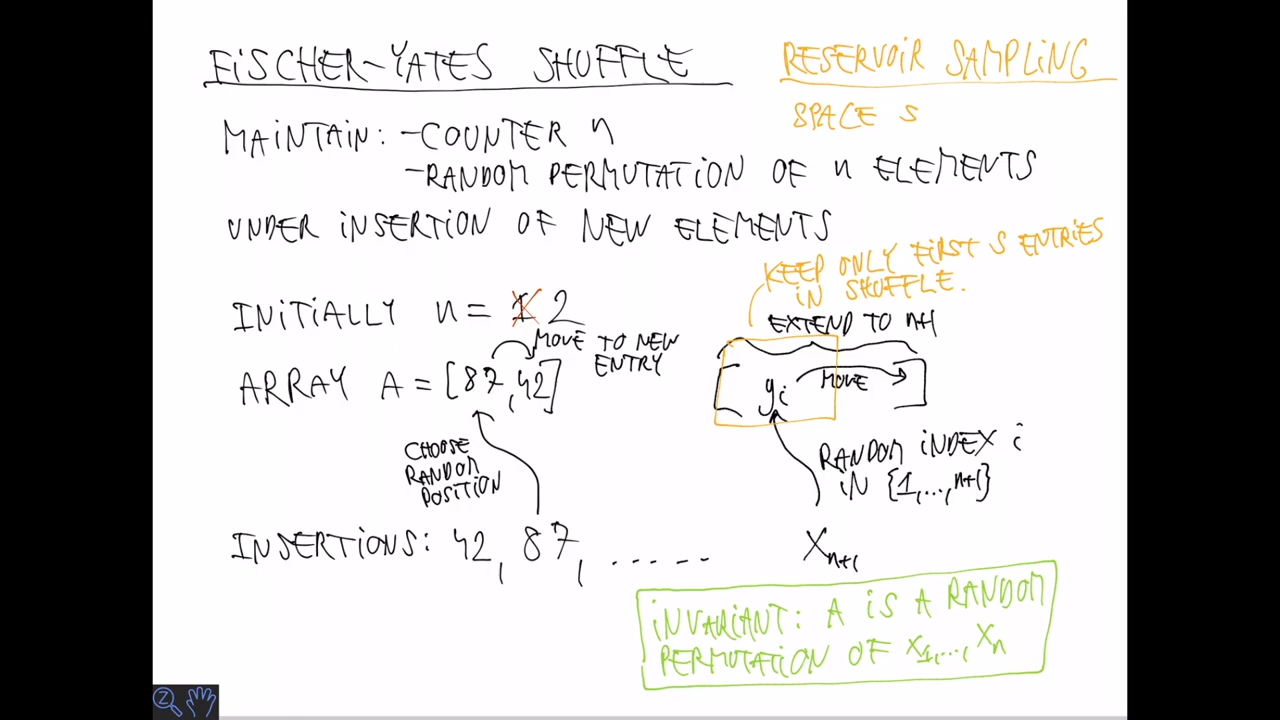 FISCHER-YATES SHUFFLE
RESERVOIR SAMPLING
SPACE S
MAINTAIN: -COUNTER n
-RANDOM PERMUTATION OF n ELEMENTS
UNDER INSERTION OF NEW ELEMENTS
KEEP ONLY FIRST S ENTRIES
IN SHUFFLE.
INITIALLY n = 1 2
EXTEND TO n+1
MOVE TO NEW
ENTRY
ARRAY A = [87,42]
MOVE
yi
CHOOSE
RANDOM
POSITION
RANDOM INDEX i
IN {1,...,n+1}
INSERTIONS: 42, 87, ......
Xn+1
INVARIANT: A IS A RANDOM
PERMUTATION OF X1,...,Xn
Z